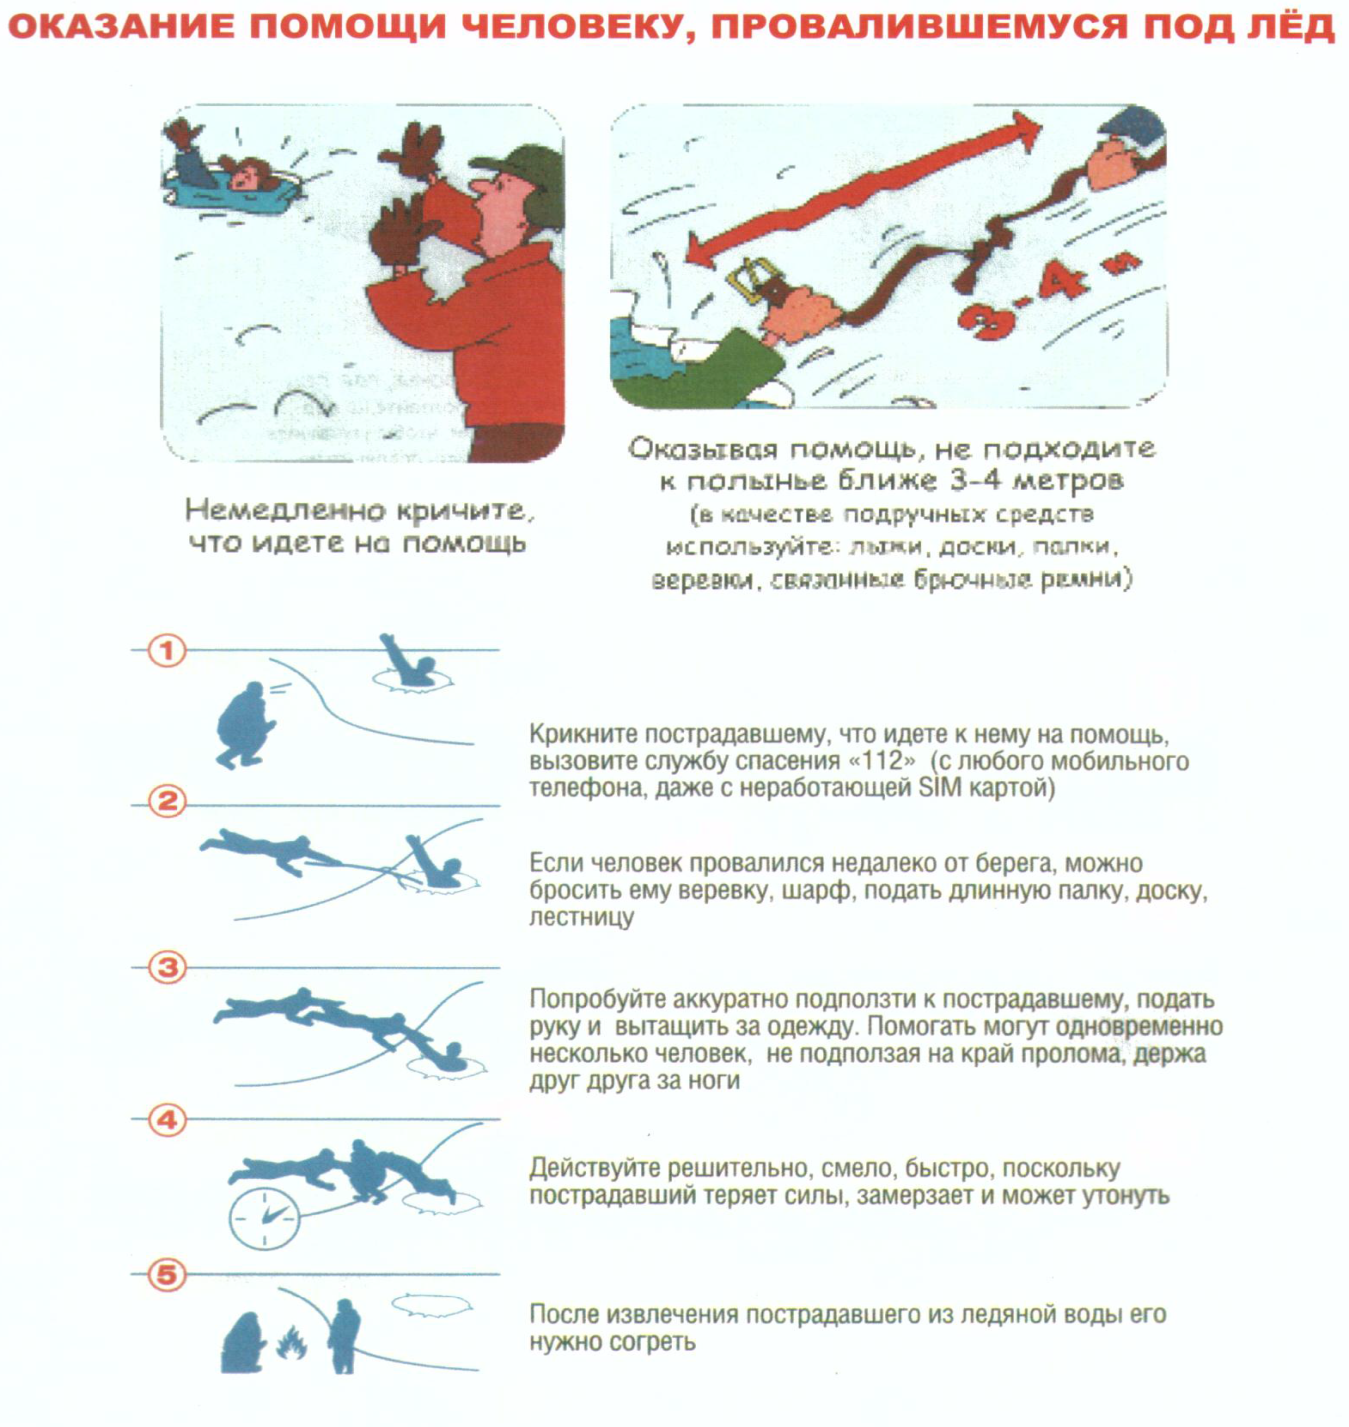 ОКАЗАНИЕ ПОМОЩИ ЧЕЛОВЕКУ, ПРОВАЛИВШЕМУСЯ ПОД ЛЁД
3-4 м
Немедленно кричите,
что идете на помощь
Оказывая помощь, не подходите
к полынье ближе 3-4 метров
(в качестве подручных средств
используйте: лыжи, доски, палки,
веревки, связанные брючные ремни)
1
Крикните пострадавшему, что идете к нему на помощь,
вызовите службу спасения «112» (с любого мобильного
телефона, даже с неработающей SIM картой)
2
Если человек провалился недалеко от берега, можно
бросить ему веревку, шарф, подать длинную палку, доску,
лестницу
3
Попробуйте аккуратно подползти к пострадавшему, подать
руку и вытащить за одежду. Помогать могут одновременно
несколько человек, не подползая на край пролома, держа
друг друга за ноги
4
Действуйте решительно, смело, быстро, поскольку
пострадавший теряет силы, замерзает и может утонуть
5
После извлечения пострадавшего из ледяной воды его
нужно согреть